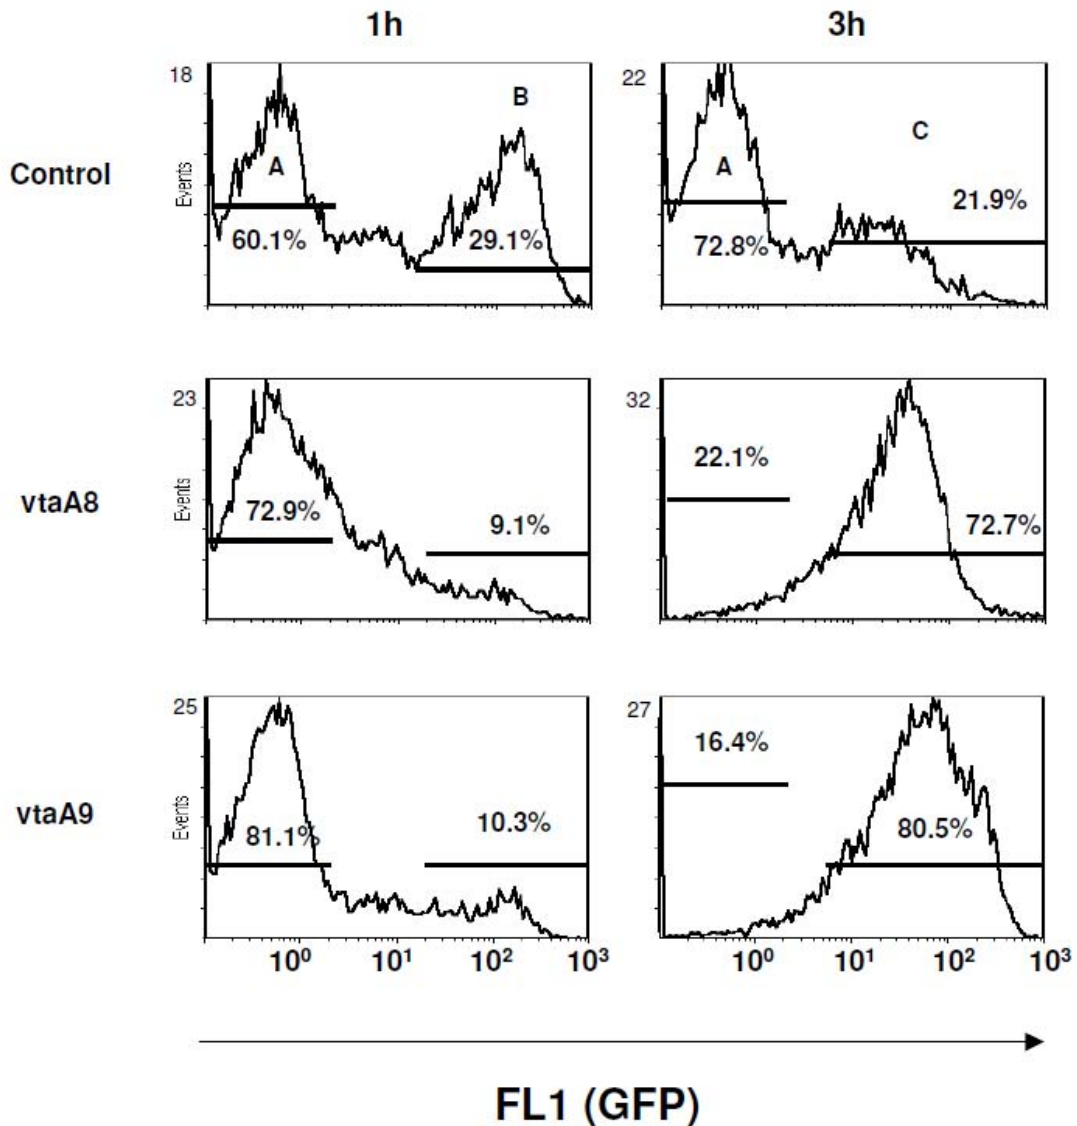 1h 3h
18 B 22 C
Control Events A A 21.9%
60.1% 29.1% 72.8%
23 32
vtaA8 Events 22.1%
72.9% 9.1% 72.7%
25 27
vtaA9 Events 16.4%
81.1% 10.3% 80.5%
10⁰ 10¹ 10² 10³ 10⁰ 10¹ 10² 10³
FL1 (GFP)